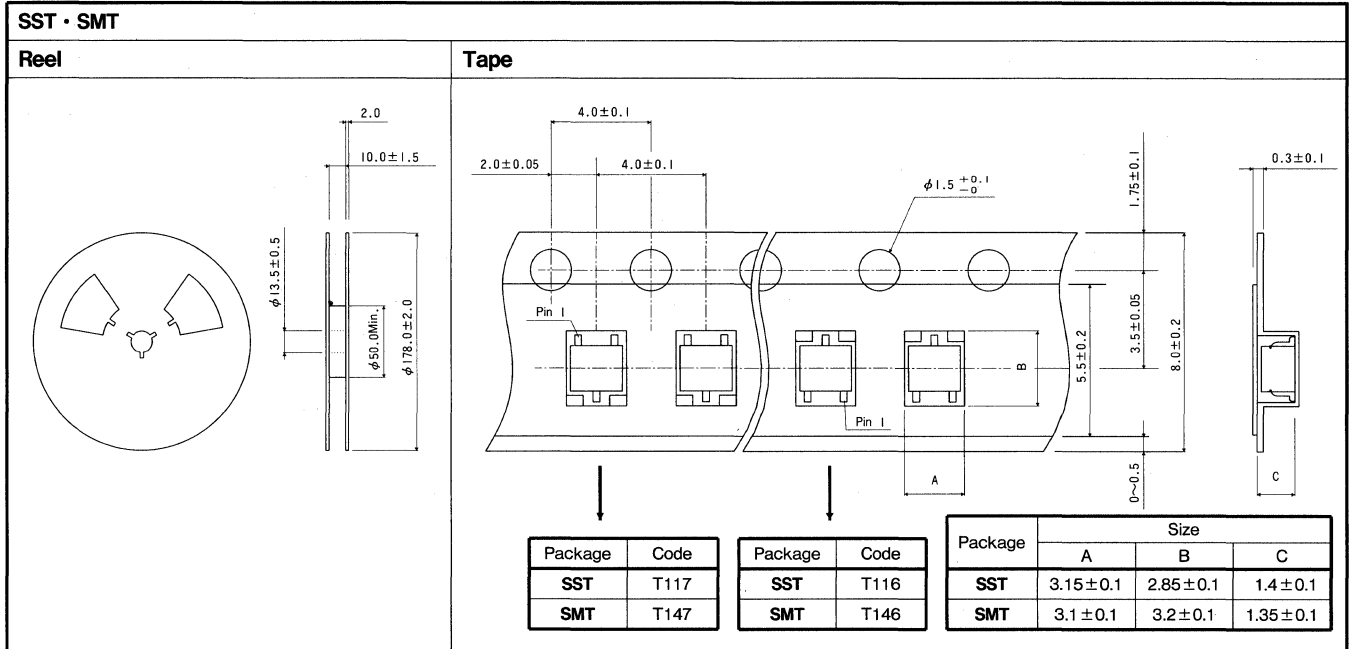 SST・SMT
Reel
Tape
2.0
10.0±1.5
φ13.5±0.5
φ50.0Min.
φ178.0±2.0
4.0±0.1
2.0±0.05
4.0±0.1
φ1.5 +0.1 −0
1.75±0.1
0.3±0.1
Pin 1
Pin 1
B
5.5±0.2
3.5±0.05
8.0±0.2
A
0～0.5
C
Package Code
SST T117
SMT T147
Package Code
SST T116
SMT T146
Package Size
A B C
SST 3.15±0.1 2.85±0.1 1.4±0.1
SMT 3.1±0.1 3.2±0.1 1.35±0.1